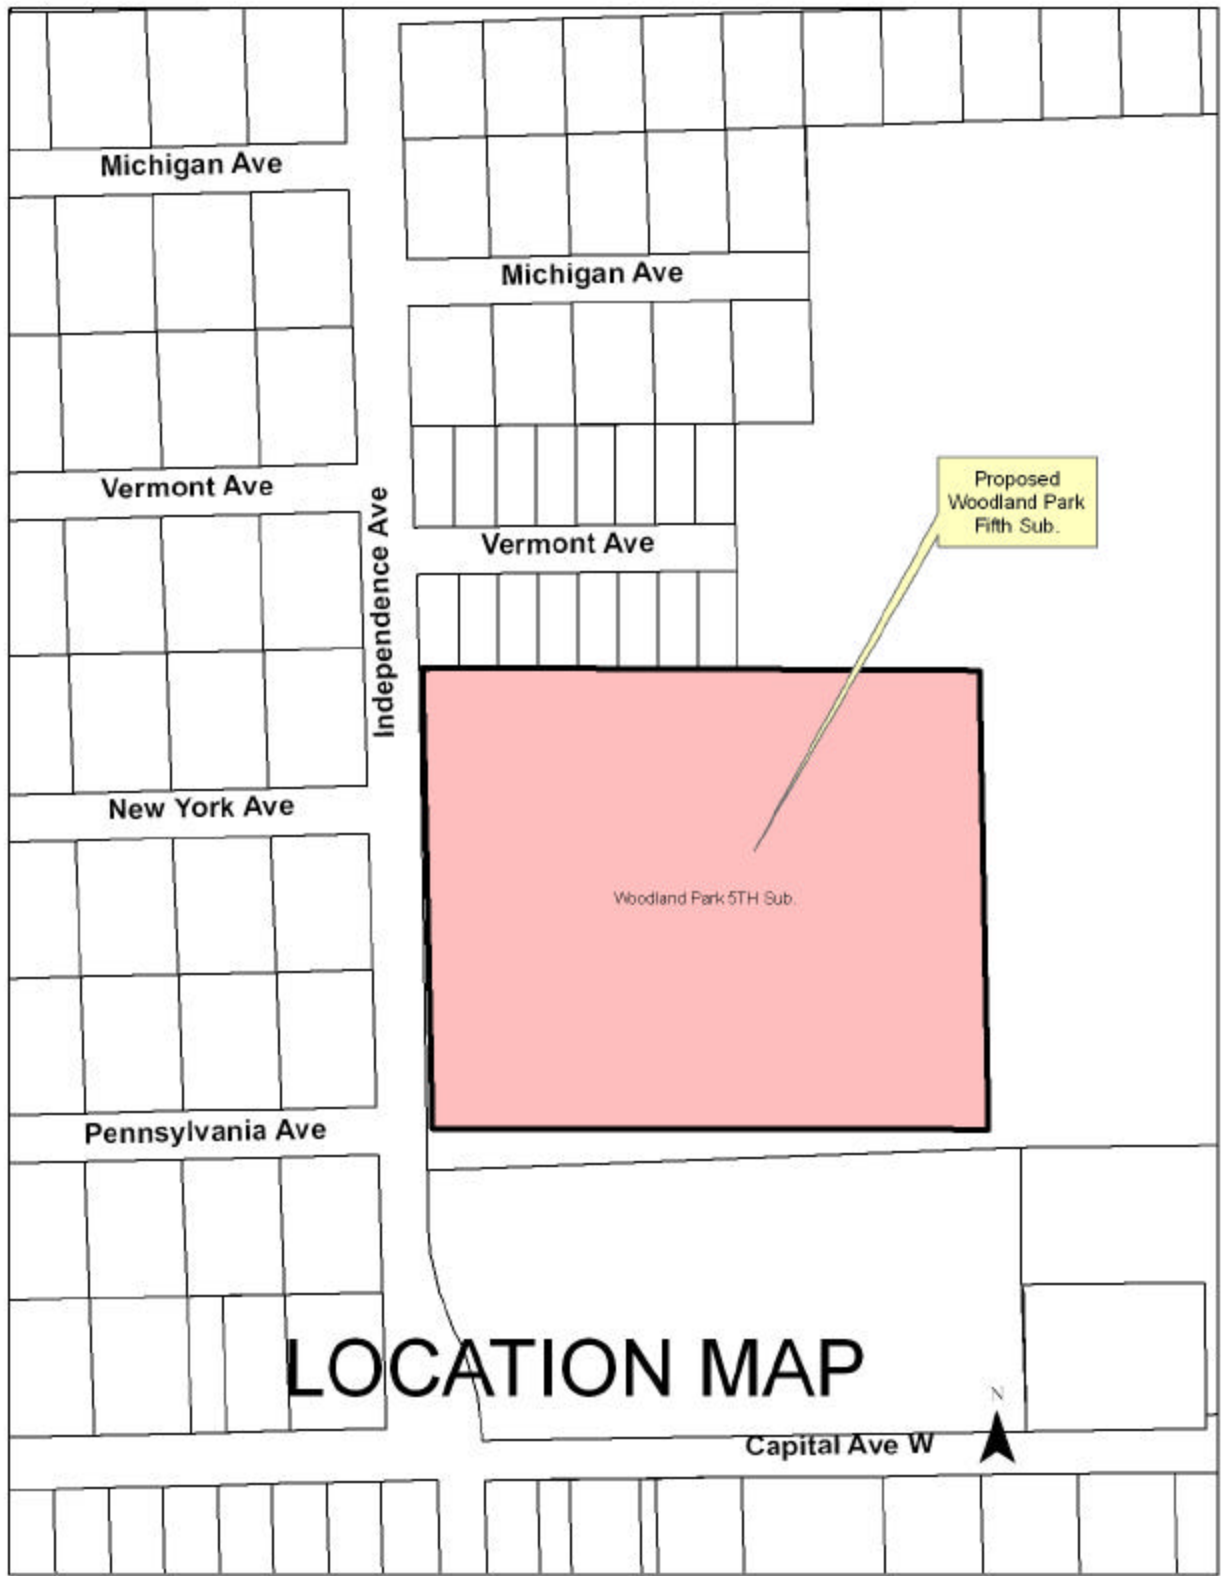 Michigan Ave
Michigan Ave
Vermont Ave
Independence Ave
Vermont Ave
Proposed
Woodland Park
Fifth Sub.
New York Ave
Woodland Park 5TH Sub.
Pennsylvania Ave
LOCATION MAP
N
Capital Ave W